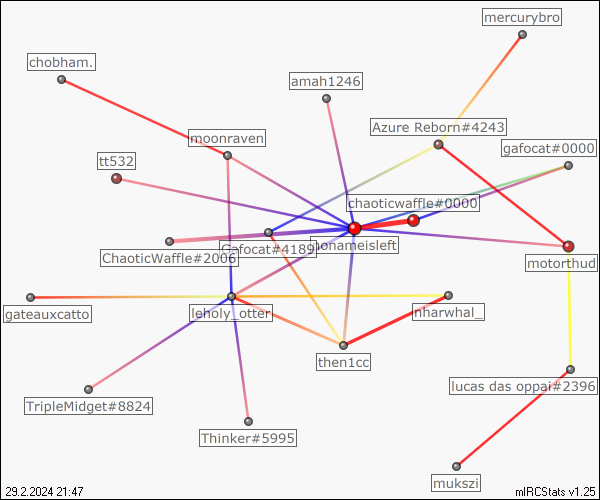 mercurybro
chobham.
amah1246
Azure Reborn#4243
moonraven
gafocat#0000
tt532
chaoticwaffle#0000
Gafocat#4189
nonameisleft
ChaoticWaffle#2006
motorthud
gateauxcatto
leholy_otter
nharwhal_
then1cc
lucas das oppai#2396
TripleMidget#8824
Thinker#5995
mukszi
29.2.2024 21:47
mIRCStats v1.25